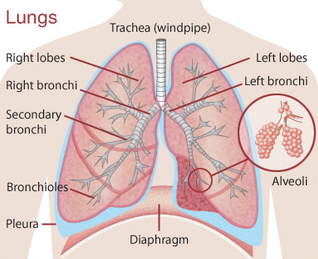 Lungs
Trachea (windpipe)
Right lobes
Left lobes
Right bronchi
Left bronchi
Secondary
bronchi
Alveoli
Bronchioles
Pleura
Diaphragm